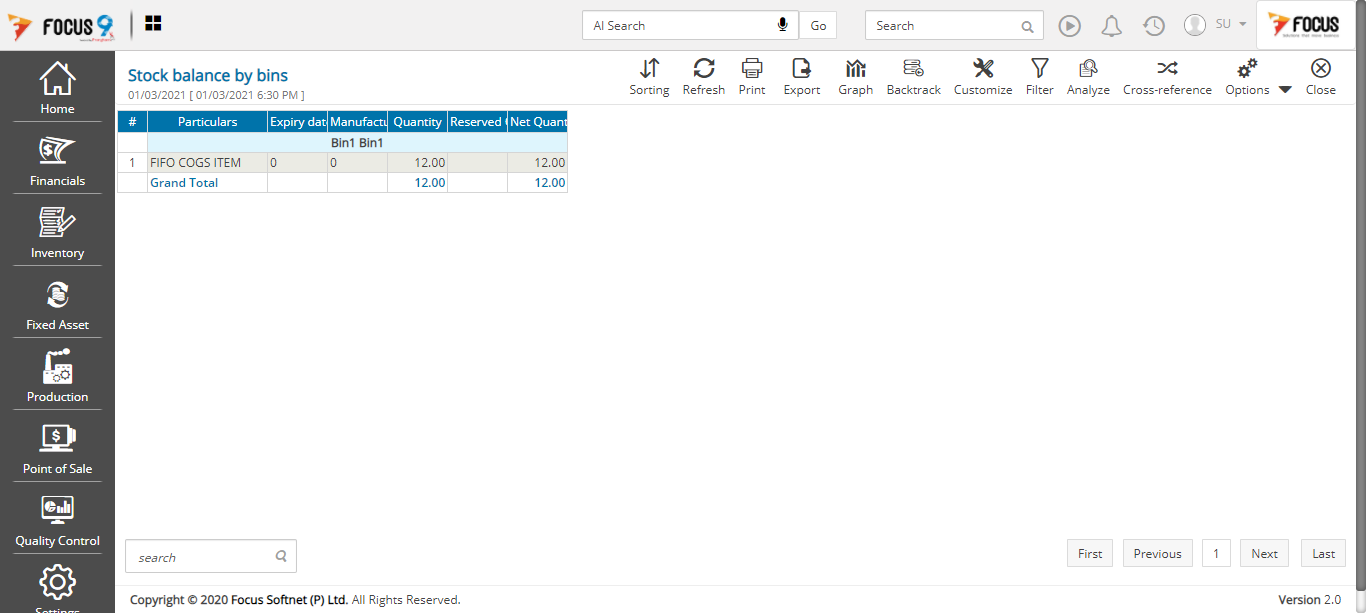 FOCUS 9
AI Search
Go
Search
SU
FOCUS
Home
Financials
Inventory
Fixed Asset
Production
Point of Sale
Quality Control
Settings
Stock balance by bins
01/03/2021 [ 01/03/2021 6:30 PM ]
Sorting Refresh Print Export Graph Backtrack Customize Filter Analyze Cross-reference Options Close
# Particulars Expiry dat Manufactu Quantity Reserved Net Quant
Bin1 Bin1
1 FIFO COGS ITEM 0 0 12.00 12.00
Grand Total 12.00 12.00
search
First Previous 1 Next Last
Copyright © 2020 Focus Softnet (P) Ltd. All Rights Reserved.
Version 2.0